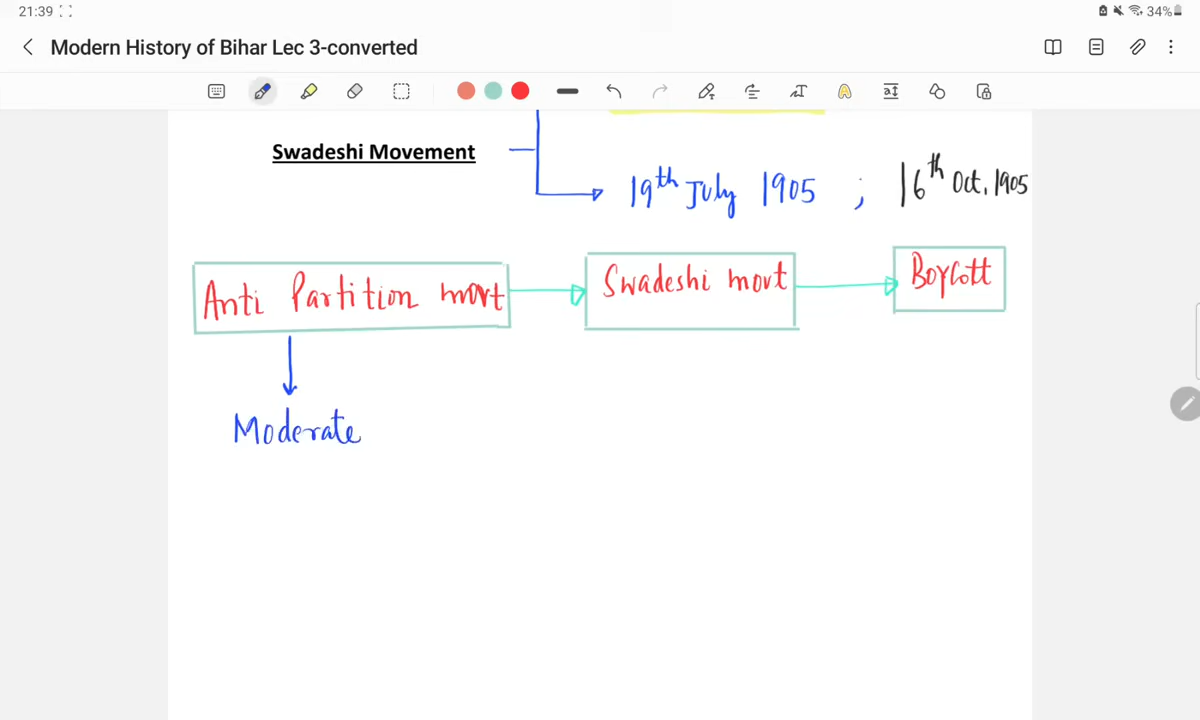 21:39 34%
Modern History of Bihar Lec 3-converted
Swadeshi Movement
19th July 1905 ; 16th Oct. 1905
Anti Partition movt Swadeshi movt Boycott
Moderate